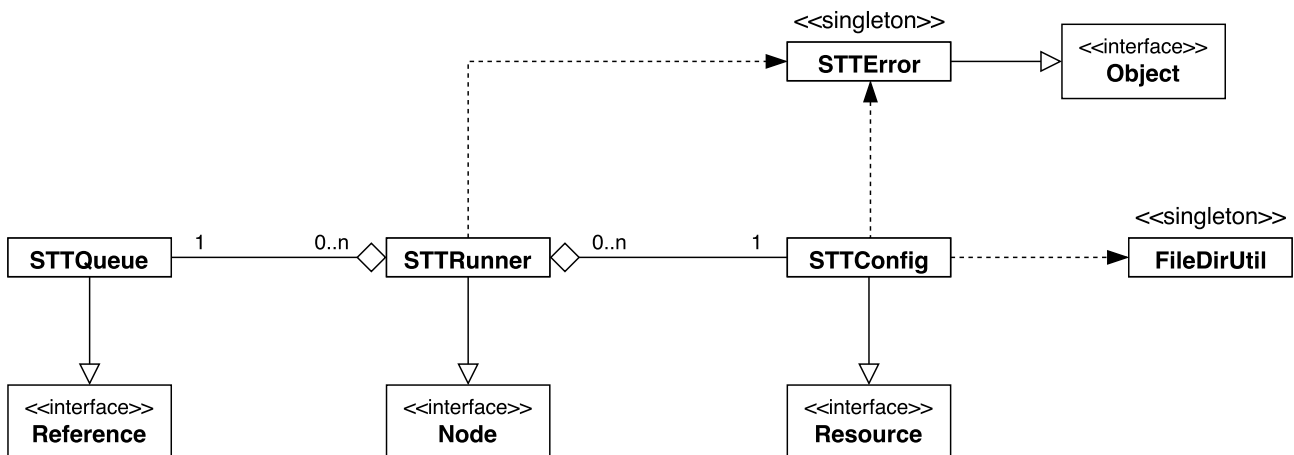 <<singleton>>
STTError
<<interface>>
Object
<<singleton>>
1
0..n
0..n
1
STTQueue
STTRunner
STTConfig
FileDirUtil
<<interface>>
Reference
<<interface>>
Node
<<interface>>
Resource